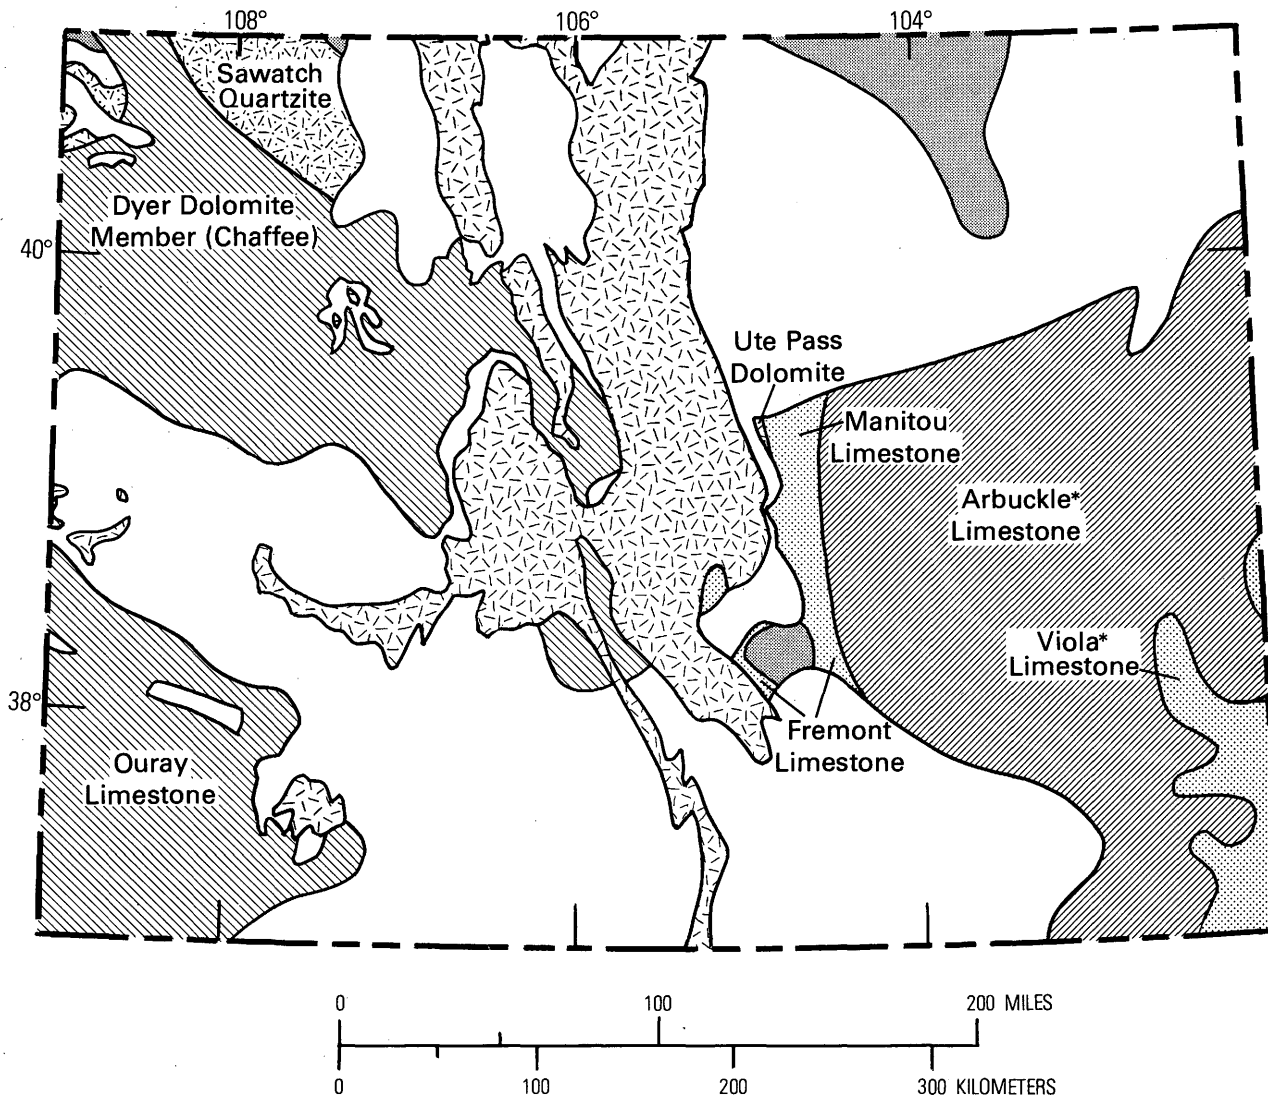 108°
106°
104°
Sawatch
Quartzite
Dyer Dolomite
Member (Chaffee)
40°
Ute Pass
Dolomite
Manitou
Limestone
Arbuckle*
Limestone
Viola*
Limestone
38°
Fremont
Limestone
Ouray
Limestone
0 100 200 MILES
0 100 200 300 KILOMETERS